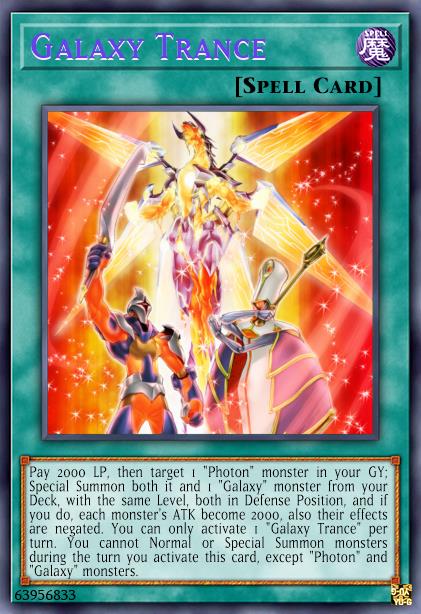 Galaxy Trance
SPELL
魔
[Spell Card]
Pay 2000 LP, then target 1 "Photon" monster in your GY;
Special Summon both it and 1 "Galaxy" monster from your
Deck, with the same Level, both in Defense Position, and if
you do, each monster's ATK become 2000, also their effects
are negated. You can only activate 1 "Galaxy Trance" per
turn. You cannot Normal or Special Summon monsters
during the turn you activate this card, except "Photon" and
"Galaxy" monsters.
63956833